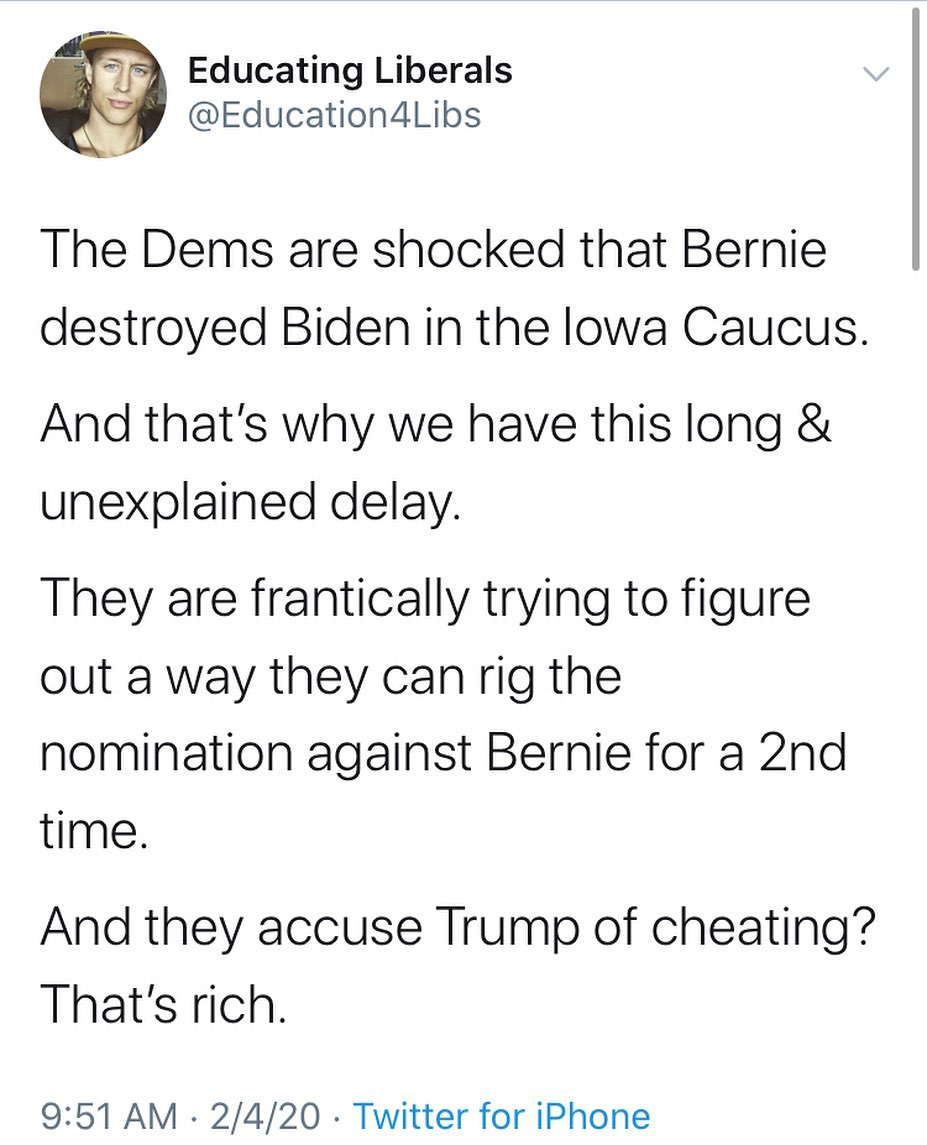 Educating Liberals
@Education4Libs
The Dems are shocked that Bernie
destroyed Biden in the Iowa Caucus.
And that’s why we have this long &
unexplained delay.
They are frantically trying to figure
out a way they can rig the
nomination against Bernie for a 2nd
time.
And they accuse Trump of cheating?
That’s rich.
9:51 AM · 2/4/20 · Twitter for iPhone